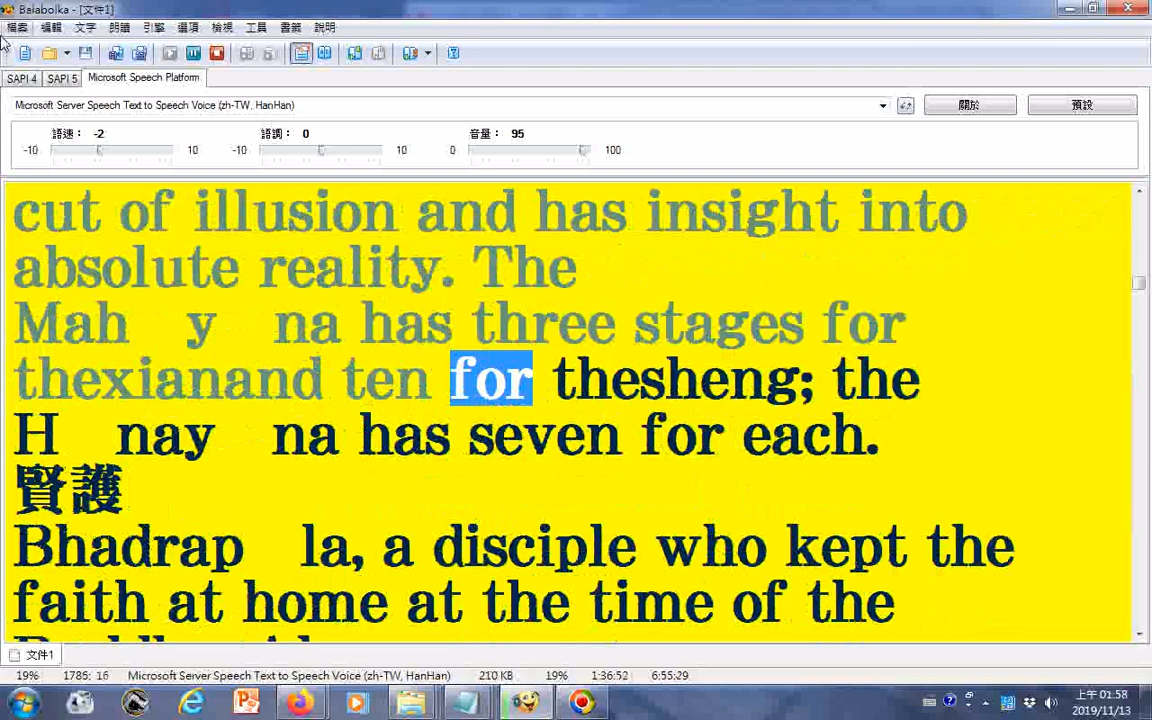 Balabolka - [文件1]
檔案 編輯 文字 朗讀 引擎 選項 檢視 工具 書籤 說明
SAPI 4 SAPI 5 Microsoft Speech Platform
Microsoft Server Speech Text to Speech Voice (zh-TW, HanHan) 關於 預設
語速： -2 語調： 0 音量： 95
-10 10 -10 10 0 100
cut of illusion and has insight into
absolute reality. The
Mah y na has three stages for
thexianand ten for thesheng; the
H nay na has seven for each.
賢護
Bhadrap la, a disciple who kept the
faith at home at the time of the
文件1
19% 1785: 16 Microsoft Server Speech Text to Speech Voice (zh-TW, HanHan) 210 KB 19% 1:36:52 6:55:29
上午 01:58
2019/11/13